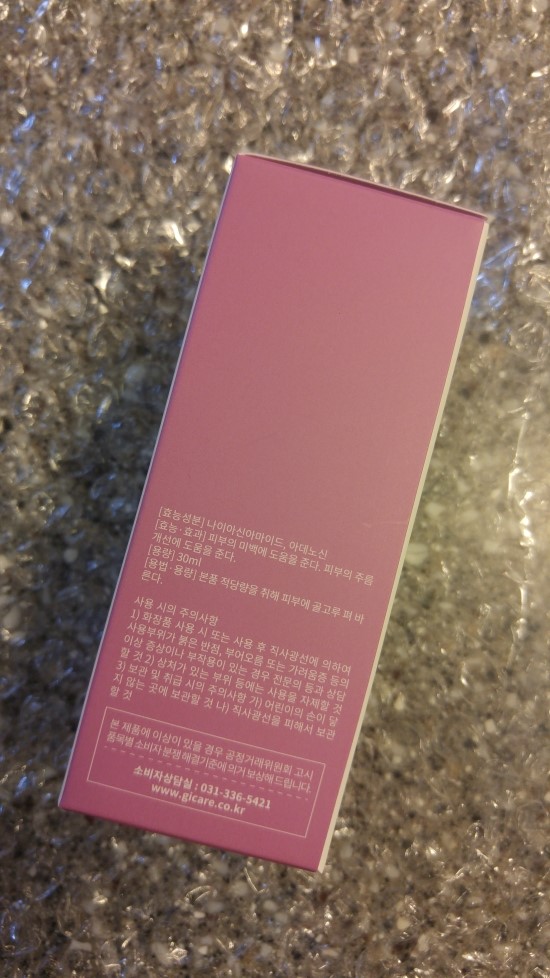 [효능성분] 나이아신아마이드, 아데노신
[효능·효과] 피부의 미백에 도움을 준다. 피부의 주름
개선에 도움을 준다.
[용량] 30ml
[용법·용량] 본품 적당량을 취해 피부에 골고루 펴 바
른다.
사용 시의 주의사항
1) 화장품 사용 시 또는 사용 후 직사광선에 의하여
사용부위가 붉은 반점, 부어오름 또는 가려움증 등의
이상 증상이나 부작용이 있는 경우 전문의 등과 상담
할 것 2) 상처가 있는 부위 등에는 사용을 자제할 것
3) 보관 및 취급 시의 주의사항 가) 어린이의 손이 닿
지 않는 곳에 보관할 것 나) 직사광선을 피해서 보관
할 것
본 제품에 이상이 있을 경우 공정거래위원회 고시
품목별 소비자 분쟁 해결기준에 의거 보상해 드립니다.
소비자상담실 : 031-336-5421
www.gicare.co.kr